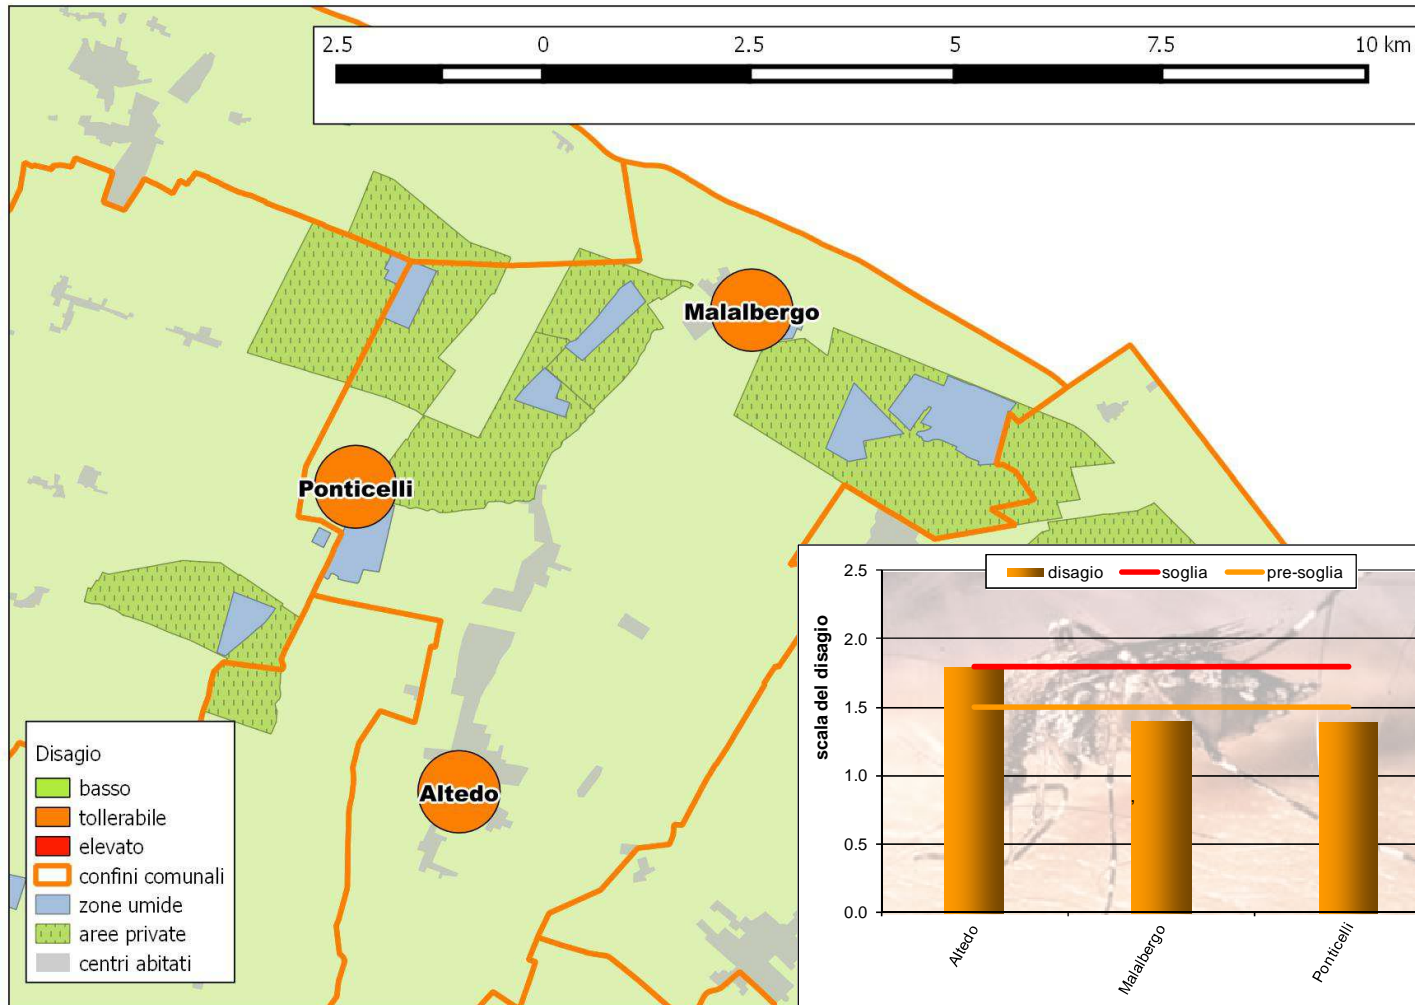 2.5 0 2.5 5 7.5 10 km
Malalbergo
Ponticelli
Altedo
Disagio
basso
tollerabile
elevato
confini comunali
zone umide
aree private
centri abitati
disagio soglia pre-soglia
scala del disagio
2.5
2.0
1.5
1.0
0.5
0.0
Altedo
Malalbergo
Ponticelli